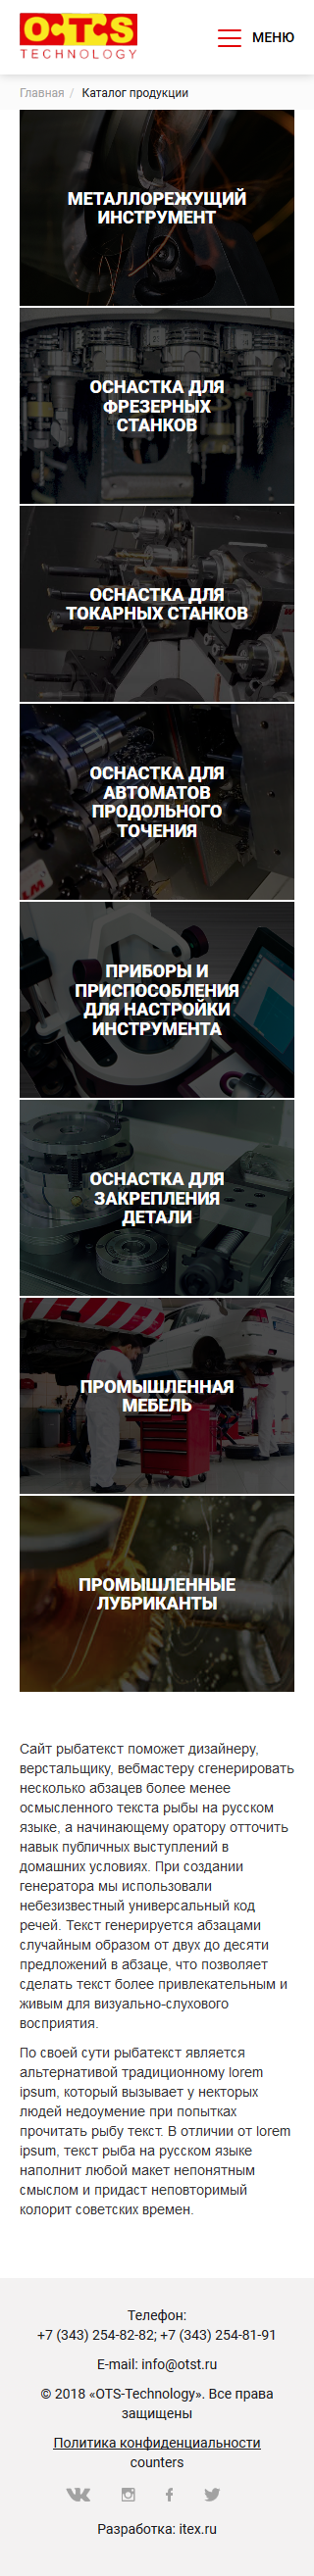 OTS
TECHNOLOGY
МЕНЮ
Главная / Каталог продукции
МЕТАЛЛОРЕЖУЩИЙ
ИНСТРУМЕНТ
ОСНАСТКА ДЛЯ
ФРЕЗЕРНЫХ
СТАНКОВ
ОСНАСТКА ДЛЯ
ТОКАРНЫХ СТАНКОВ
ОСНАСТКА ДЛЯ
АВТОМАТОВ
ПРОДОЛЬНОГО
ТОЧЕНИЯ
ПРИБОРЫ И
ПРИСПОСОБЛЕНИЯ
ДЛЯ НАСТРОЙКИ
ИНСТРУМЕНТА
ОСНАСТКА ДЛЯ
ЗАКРЕПЛЕНИЯ
ДЕТАЛИ
ПРОМЫШЛЕННАЯ
МЕБЕЛЬ
ПРОМЫШЛЕННЫЕ
ЛУБРИКАНТЫ
Сайт рыбатекст поможет дизайнеру,
верстальщику, вебмастеру сгенерировать
несколько абзацев более менее
осмысленного текста рыбы на русском
языке, а начинающему оратору отточить
навык публичных выступлений в
домашних условиях. При создании
генератора мы использовали
небезизвестный универсальный код
речей. Текст генерируется абзацами
случайным образом от двух до десяти
предложений в абзаце, что позволяет
сделать текст более привлекательным и
живым для визуально-слухового
восприятия.
По своей сути рыбатекст является
альтернативой традиционному lorem
ipsum, который вызывает у некторых
людей недоумение при попытках
прочитать рыбу текст. В отличии от lorem
ipsum, текст рыба на русском языке
наполнит любой макет непонятным
смыслом и придаст неповторимый
колорит советских времен.
Телефон:
+7 (343) 254-82-82; +7 (343) 254-81-91
E-mail: info@otst.ru
© 2018 «OTS-Technology». Все права
защищены
Политика конфиденциальности
counters
Разработка: itex.ru